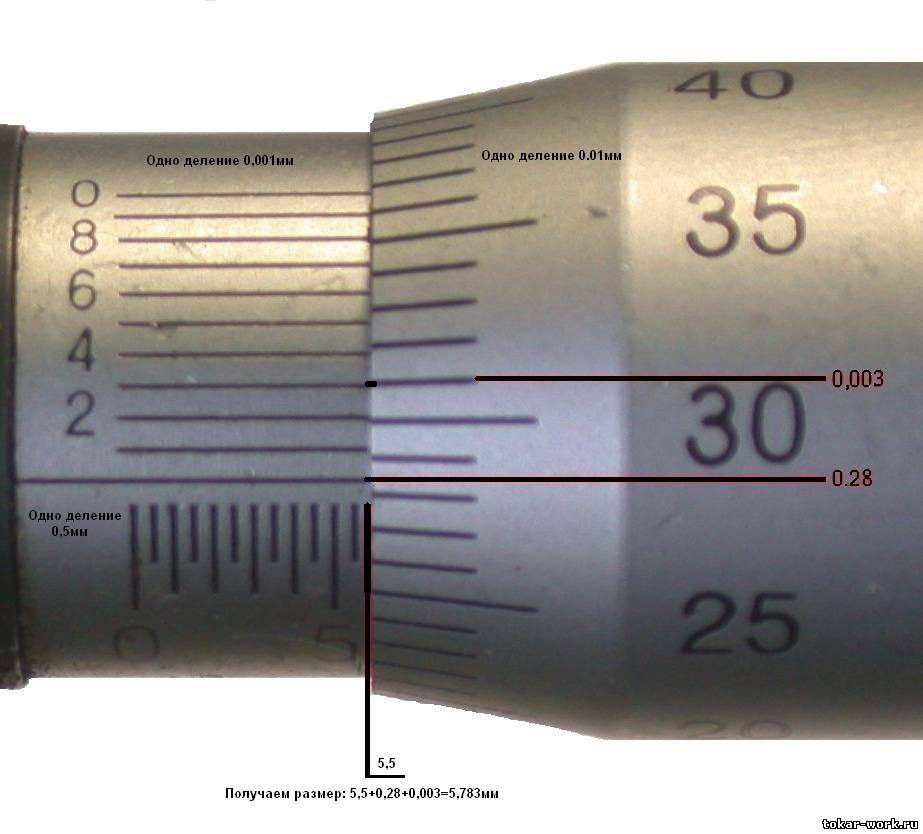 40
Одно деление 0,001мм
Одно деление 0.01мм
0
35
8
6
4
0,003
2
30
0.28
Одно деление
0,5мм
25
0
5
20
5,5
Получаем размер: 5,5+0,28+0,003=5,783мм
tokar-work.ru